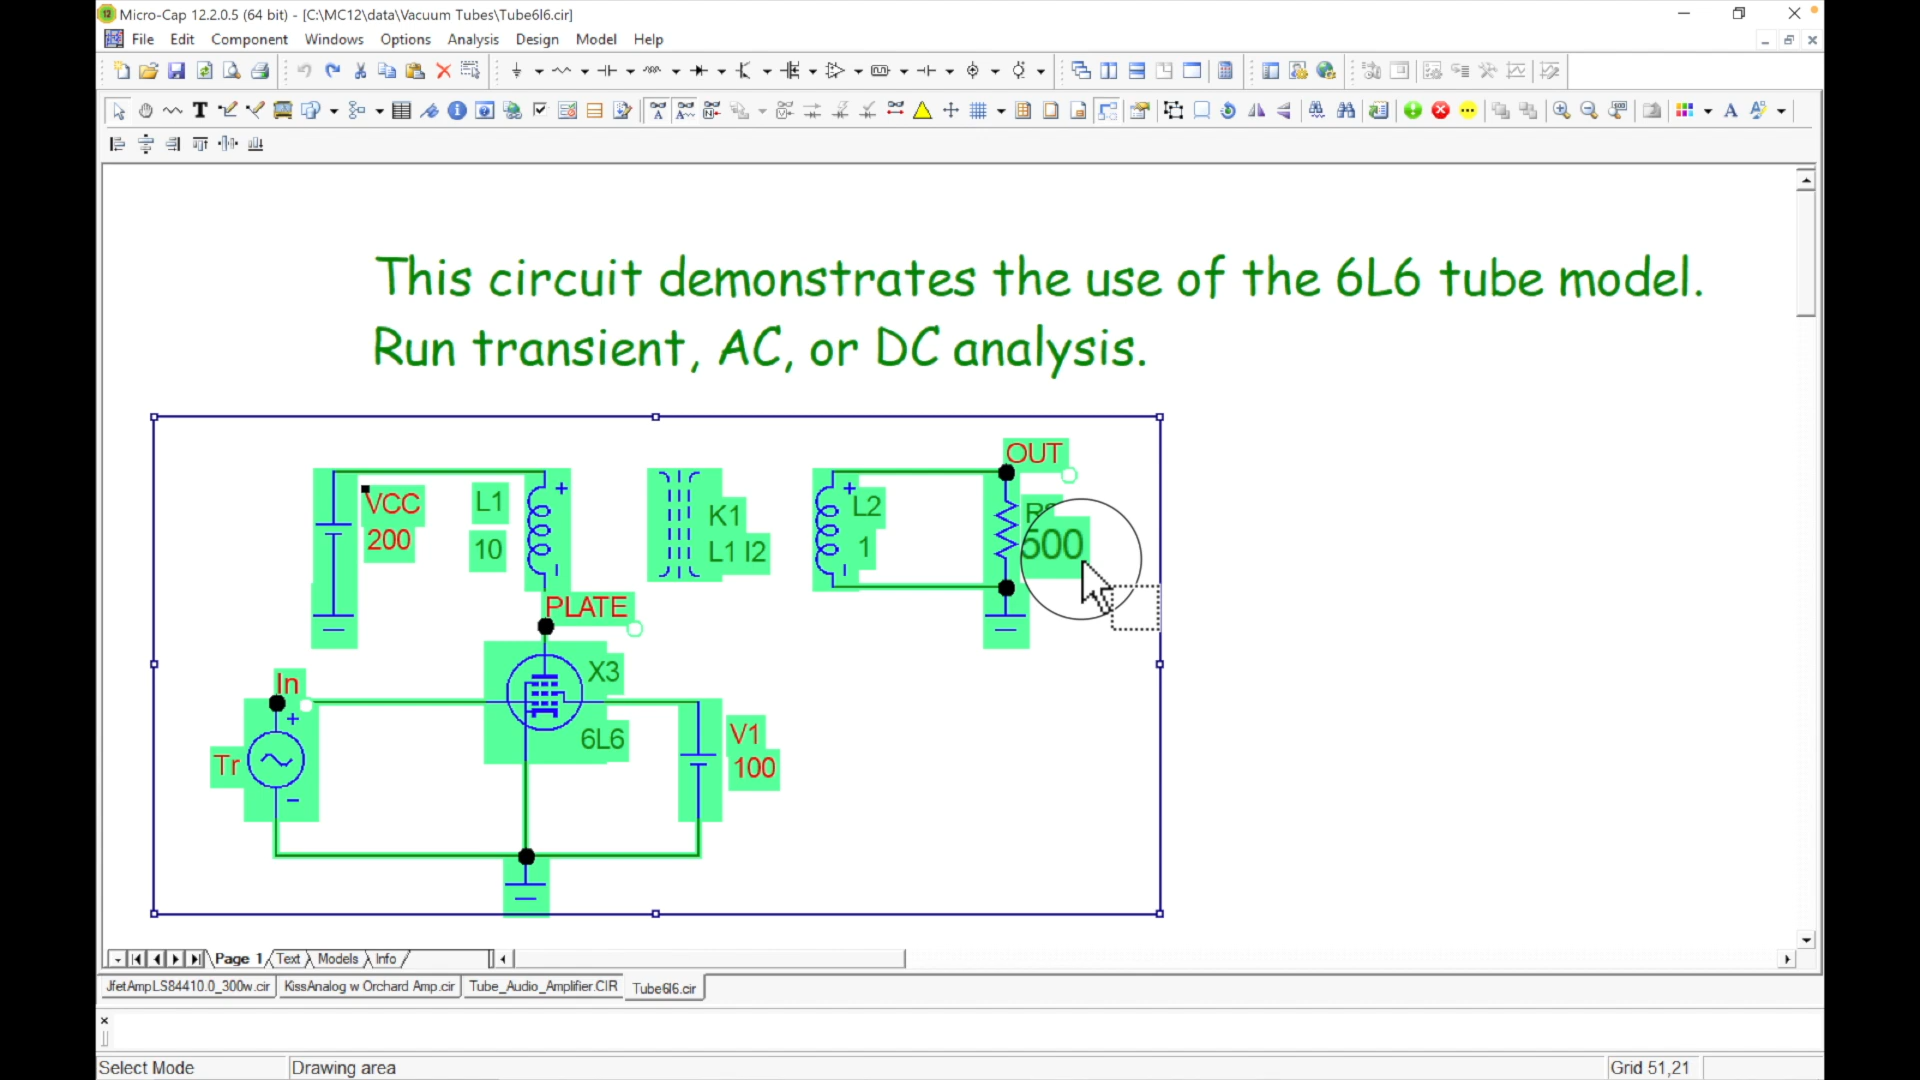 Micro-Cap 12.2.0.5 (64 bit) - [C:\MC12\data\Vacuum Tubes\Tube6l6.cir]
File Edit Component Windows Options Analysis Design Model Help
This circuit demonstrates the use of the 6L6 tube model.
Run transient, AC, or DC analysis.
OUT
VCC
200
L1
10
K1
L1 l2
L2
1
500
PLATE
In
X3
6L6
Tr
V1
100
Page 1 Text Models Info
JfetAmpLS84410.0_300w.cir KissAnalog w Orchard Amp.cir Tube_Audio_Amplifier.CIR Tube6l6.cir
Select Mode Drawing area Grid 51,21